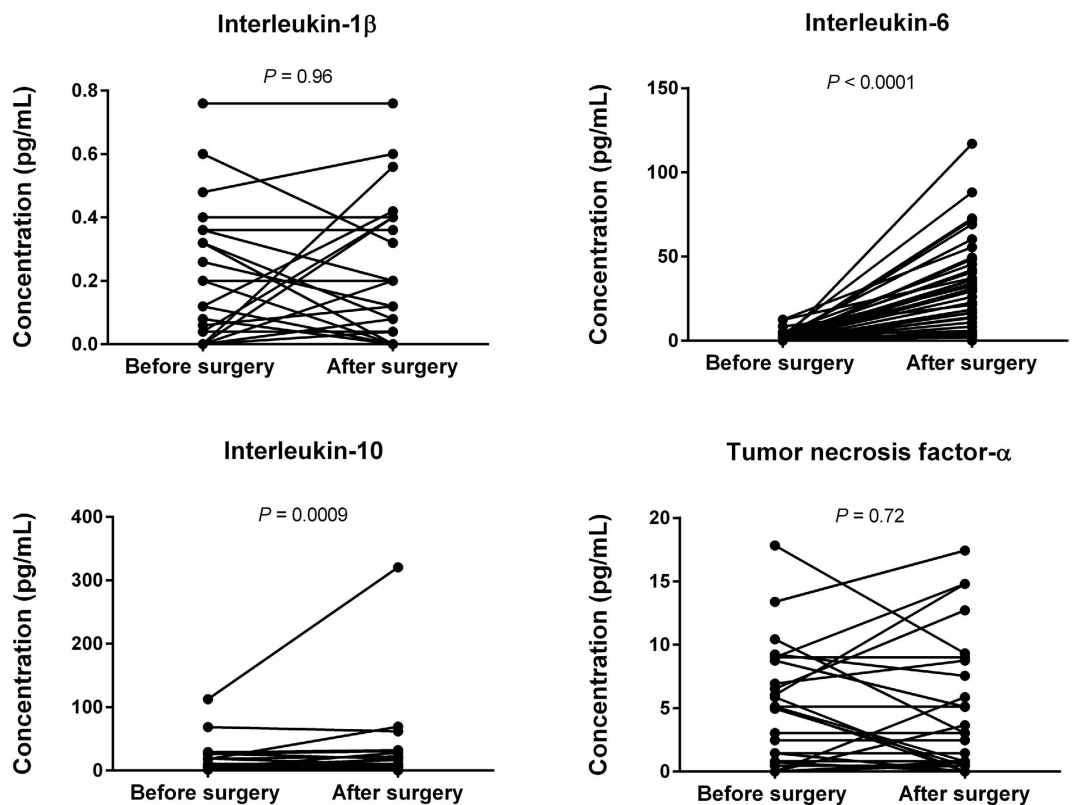 Interleukin-1β
P = 0.96
Concentration (pg/mL)
0.8
0.6
0.4
0.2
0.0
Before surgery After surgery
Interleukin-6
P < 0.0001
Concentration (pg/mL)
150
100
50
0
Before surgery After surgery
Interleukin-10
P = 0.0009
Concentration (pg/mL)
400
300
200
100
0
Before surgery After surgery
Tumor necrosis factor-α
P = 0.72
Concentration (pg/mL)
20
15
10
5
0
Before surgery After surgery